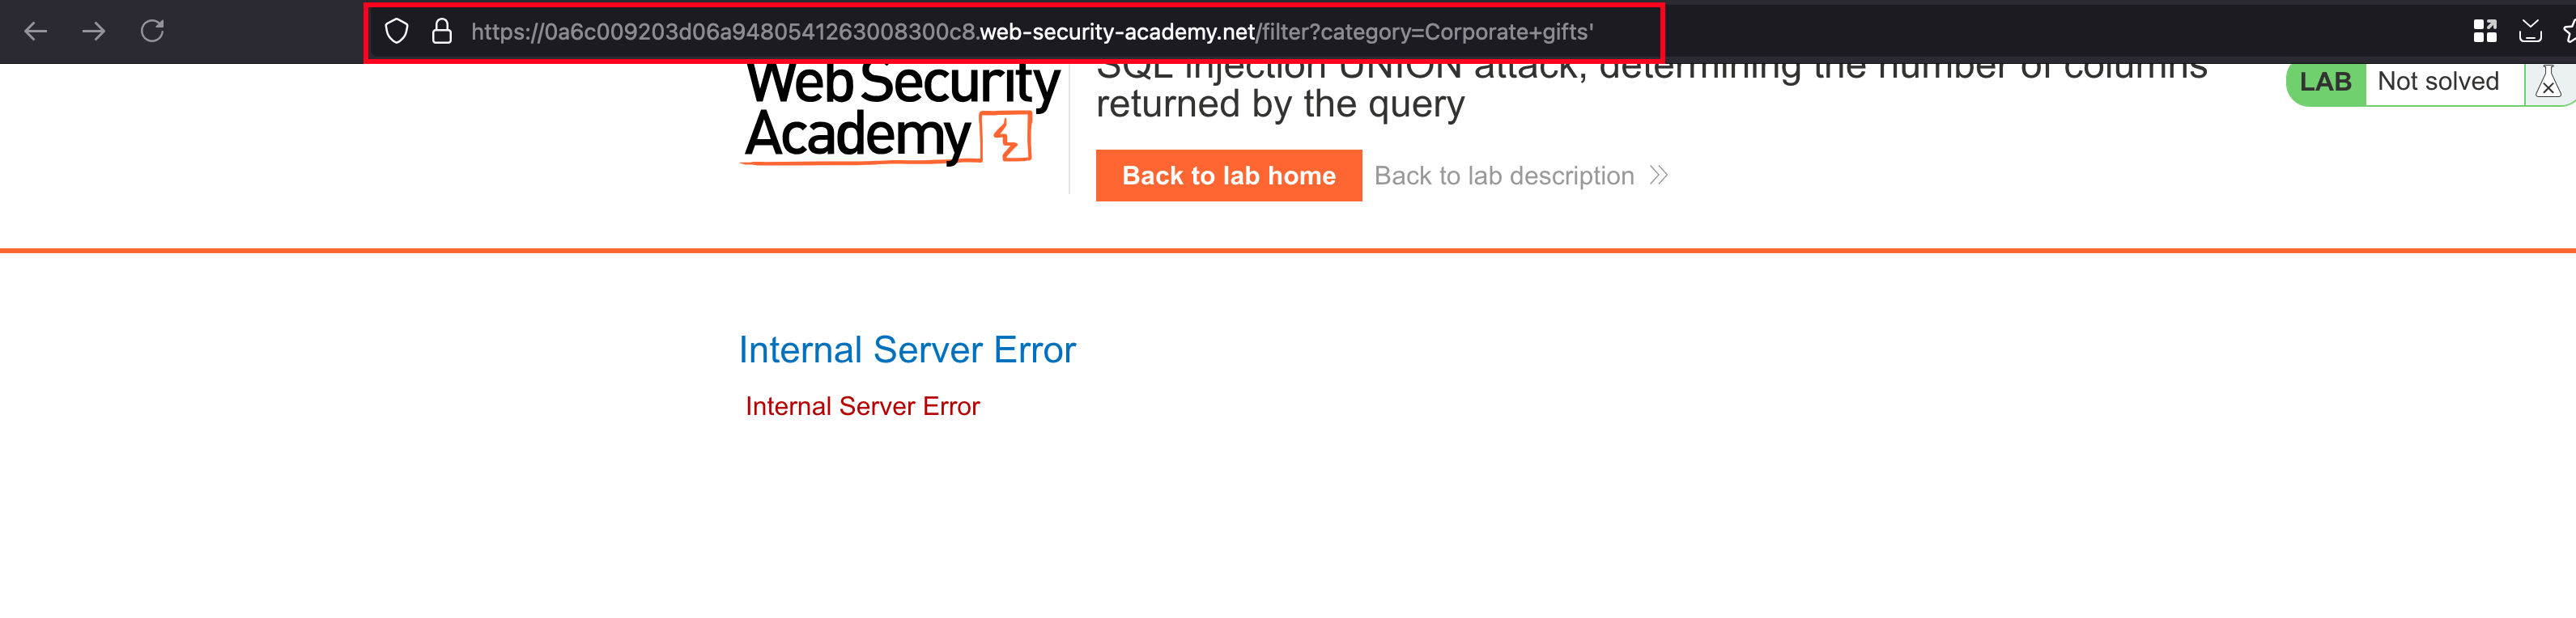 https://0a6c009203d06a9480541263008300c8.web-security-academy.net/filter?category=Corporate+gifts'
Web Security
Academy
SQL injection UNION attack, determining the number of columns
returned by the query
LAB Not solved
Back to lab home Back to lab description
Internal Server Error
Internal Server Error